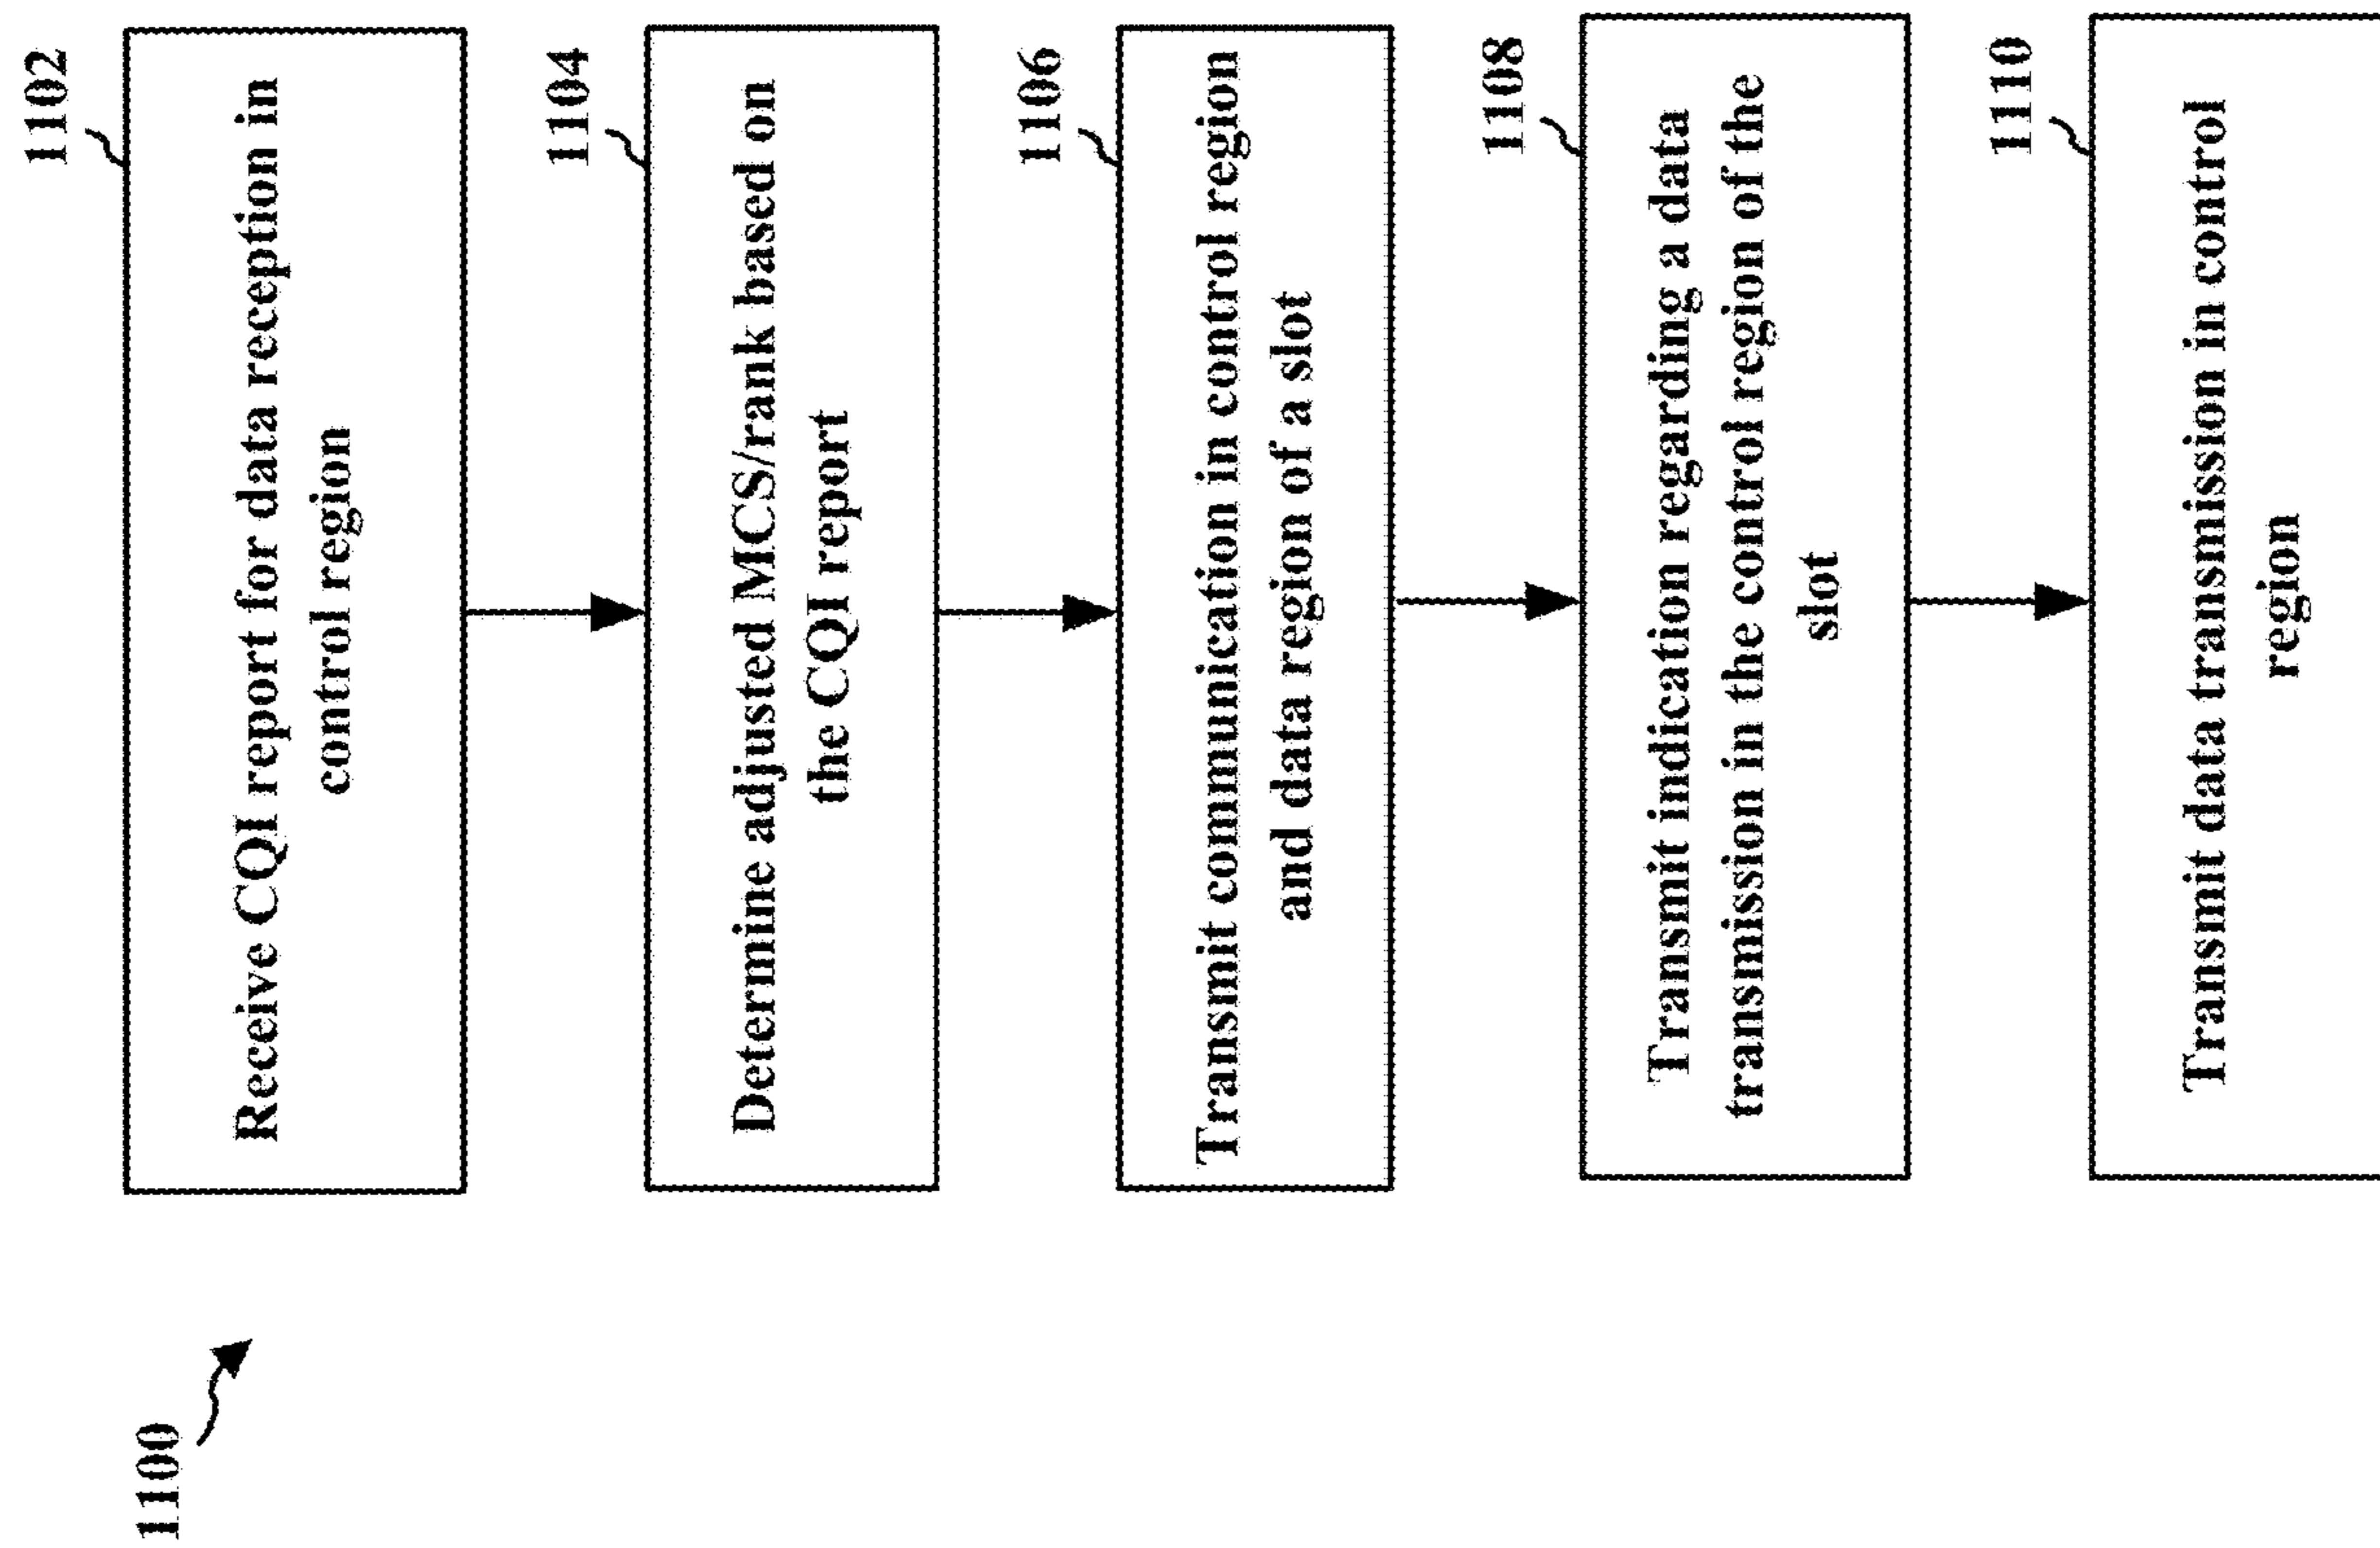 1100
1102
Receive CQI report for data reception in
control region
1104
Determine adjusted MCS/rank based on
the CQI report
1106
Transmit communication in control region
and data region of a slot
1108
Transmit indication regarding a data
transmission in the control region of the
slot
1110
Transmit data transmission in control
region